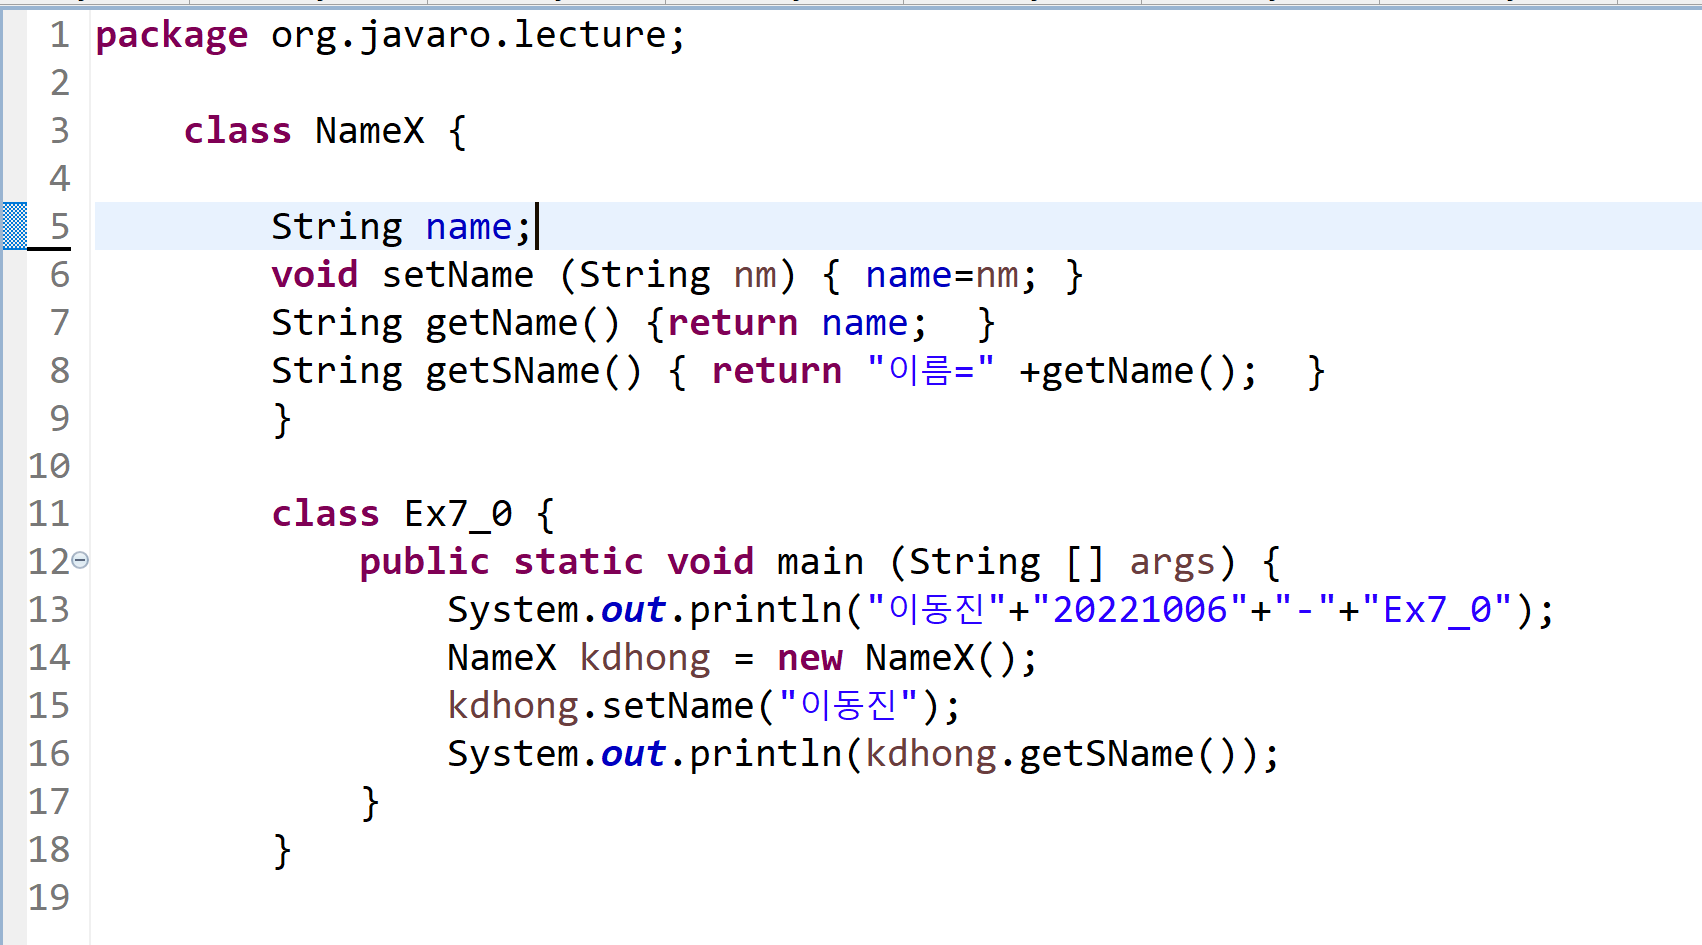 1 package org.javaro.lecture;
2
3 class NameX {
4
5 String name;
6 void setName (String nm) { name=nm; }
7 String getName() {return name;  }
8 String getSName() { return "이름=" +getName();  }
9 }
10
11 class Ex7_0 {
12 public static void main (String [] args) {
13 System.out.println("이동진"+"20221006"+"-"+"Ex7_0");
14 NameX kdhong = new NameX();
15 kdhong.setName("이동진");
16 System.out.println(kdhong.getSName());
17 }
18 }
19